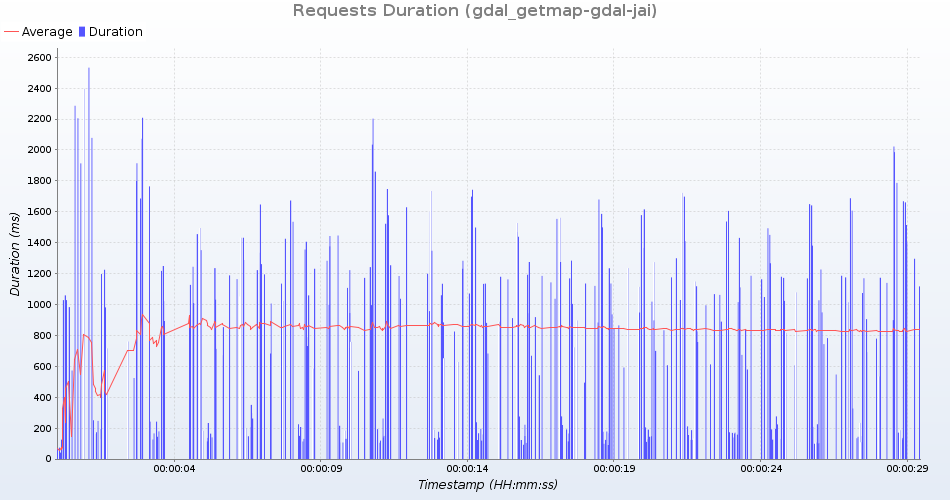 Requests Duration (gdal_getmap-gdal-jai)
Average Duration
2600
2400
2200
2000
1800
1600
1400
1200
1000
800
600
400
200
0
Duration (ms)
00:00:04 00:00:09 00:00:14 00:00:19 00:00:24 00:00:29
Timestamp (HH:mm:ss)